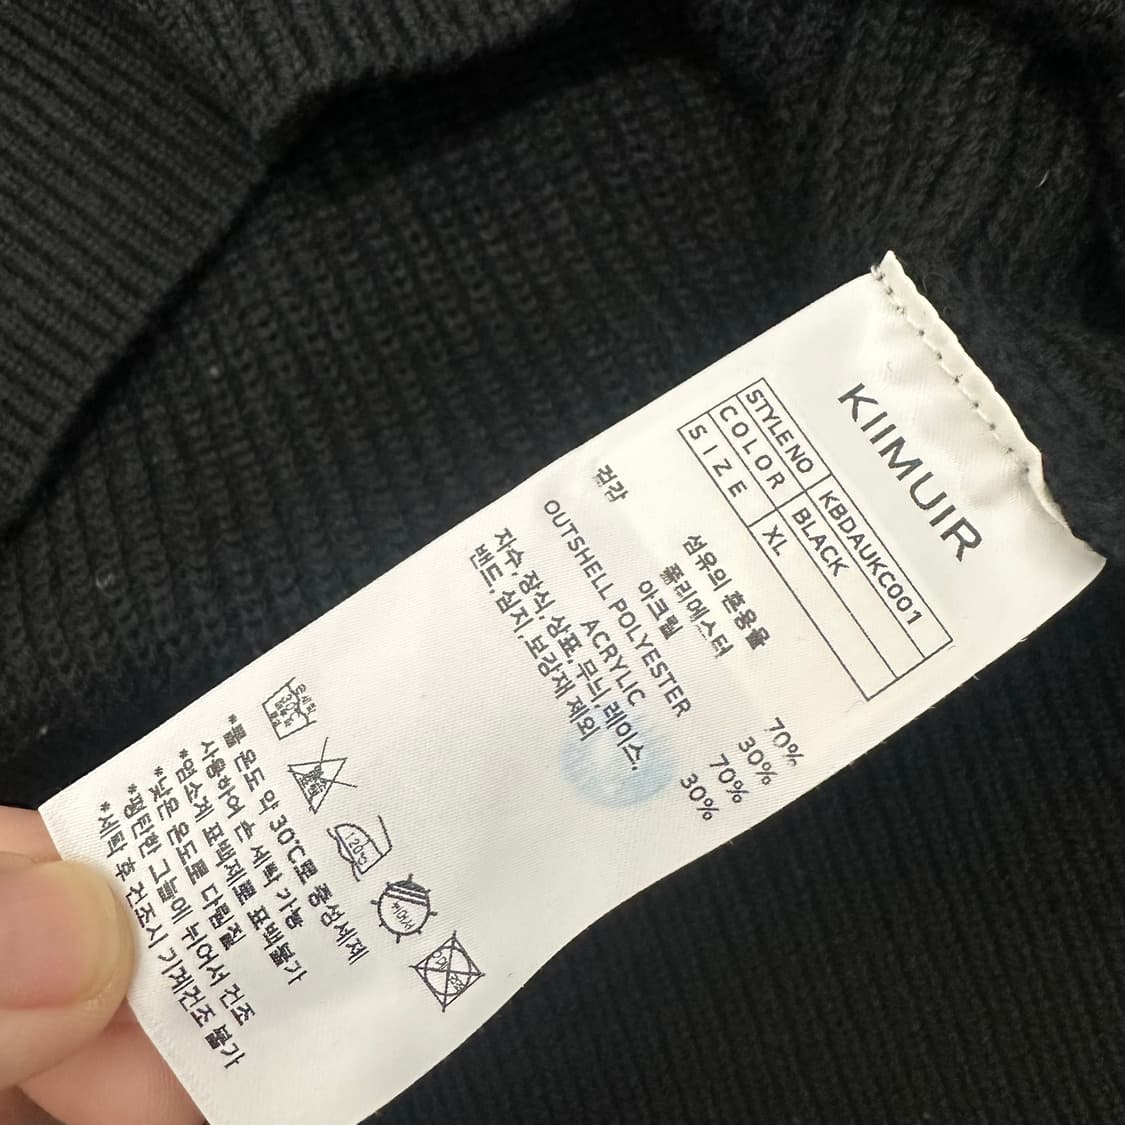 KIIMUIR
STYLE NO KBDAUKC001
COLOR BLACK
SIZE XL
섬유의 혼용율
겉감 폴리에스터 70%
아크릴 30%
OUTSHELL POLYESTER 70%
ACRYLIC 30%
자수, 장식, 상표, 무늬, 레이스,
밴드, 심지, 보강재 제외
120℃
*물 온도 약 30℃로 중성세제
사용하여 손 세탁 가능
*염소계 표백제로 표백불가
*낮은 온도로 다림질
*평탄한 그늘에 뉘어서 건조
*세탁 후 건조시 기계건조 불가